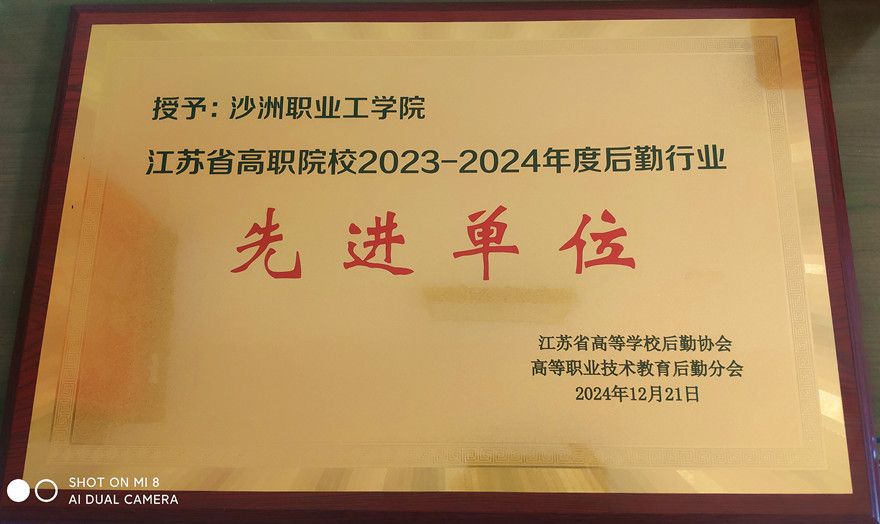 授予：沙洲职业工学院
江苏省高职院校2023-2024年度后勤行业
先进单位
江苏省高等学校后勤协会
高等职业技术教育后勤分会
2024年12月21日
SHOT ON MI 8
AI DUAL CAMERA